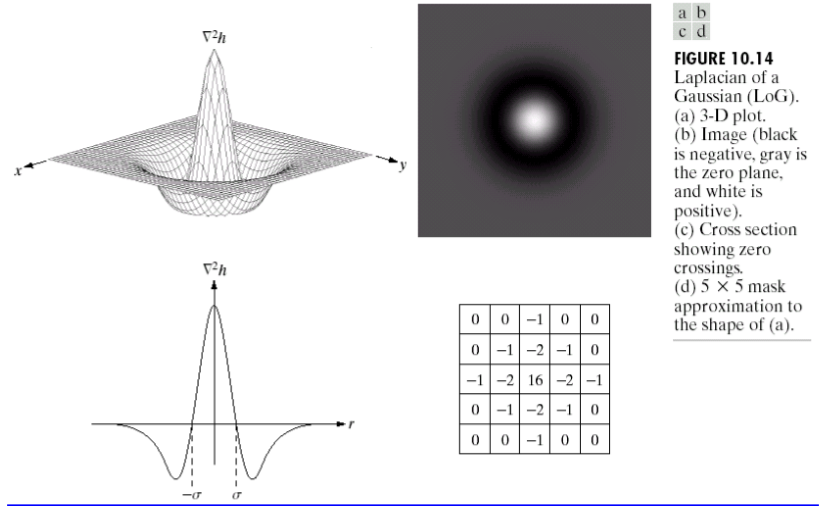 ∇²h
x
y
a b
c d
FIGURE 10.14
Laplacian of a
Gaussian (LoG).
(a) 3-D plot.
(b) Image (black
is negative, gray is
the zero plane,
and white is
positive).
(c) Cross section
showing zero
crossings.
(d) 5 × 5 mask
approximation to
the shape of (a).
∇²h
r
−σ σ
0 0 −1 0 0
0 −1 −2 −1 0
−1 −2 16 −2 −1
0 −1 −2 −1 0
0 0 −1 0 0